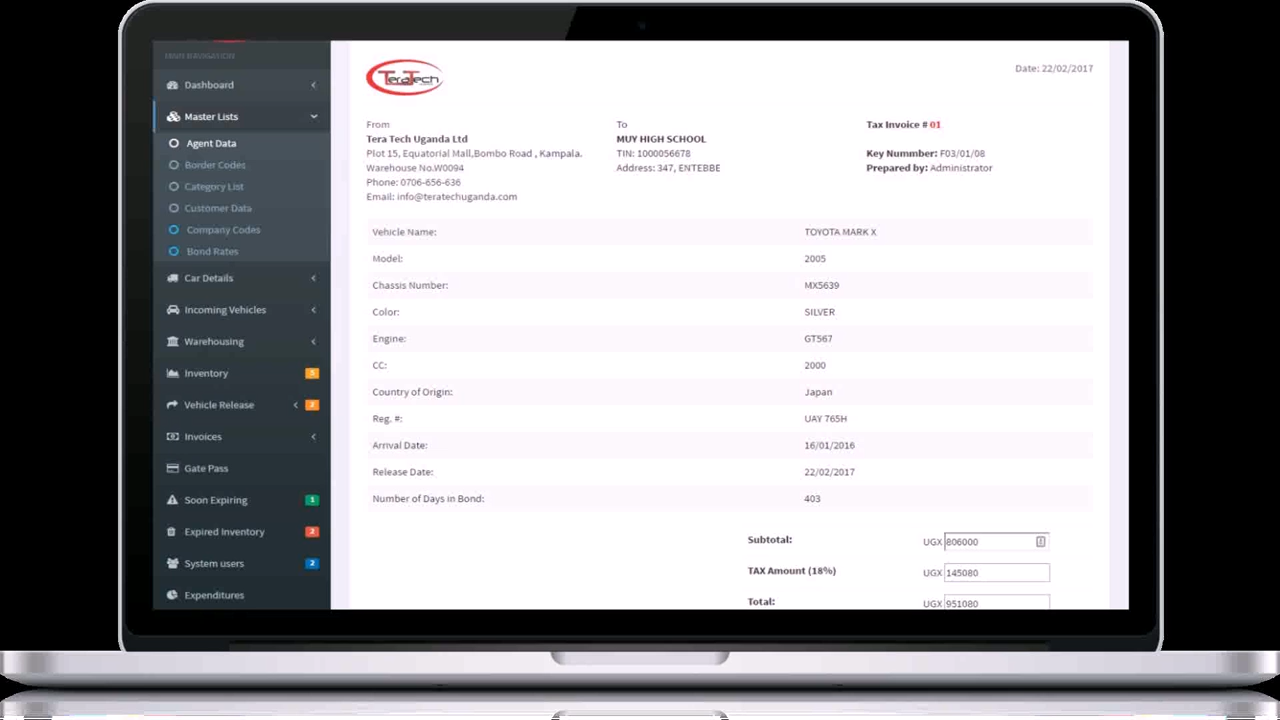 MAIN NAVIGATION
Dashboard
Master Lists
Agent Data
Border Codes
Category List
Customer Data
Company Codes
Bond Rates
Car Details
Incoming Vehicles
Warehousing
Inventory 5
Vehicle Release 2
Invoices
Gate Pass
Soon Expiring 1
Expired Inventory 2
System users 2
Expenditures
TeraTech
Date: 22/02/2017
From
Tera Tech Uganda Ltd
Plot 15, Equatorial Mall,Bombo Road , Kampala.
Warehouse No.W0094
Phone: 0706-656-636
Email: info@teratechuganda.com
To
MUY HIGH SCHOOL
TIN: 1000056678
Address: 347, ENTEBBE
Tax Invoice # 01
Key Nummber: F03/01/08
Prepared by: Administrator
Vehicle Name: TOYOTA MARK X
Model: 2005
Chassis Number: MX5639
Color: SILVER
Engine: GT567
CC: 2000
Country of Origin: Japan
Reg. #: UAY 765H
Arrival Date: 16/01/2016
Release Date: 22/02/2017
Number of Days in Bond: 403
Subtotal: UGX 806000
TAX Amount (18%) UGX 145080
Total: UGX 951080